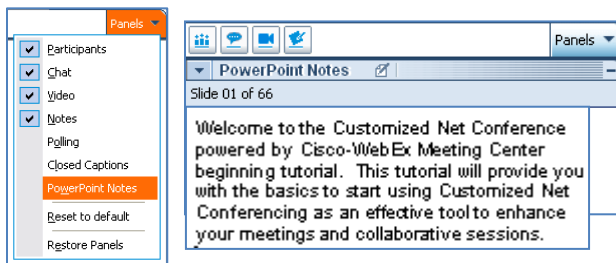 Panels
Participants
Chat
Video
Notes
Polling
Closed Captions
PowerPoint Notes
Reset to default
Restore Panels
Panels
PowerPoint Notes
Slide 01 of 66
Welcome to the Customized Net Conference
powered by Cisco-WebEx Meeting Center
beginning tutorial. This tutorial will provide you
with the basics to start using Customized Net
Conferencing as an effective tool to enhance
your meetings and collaborative sessions.